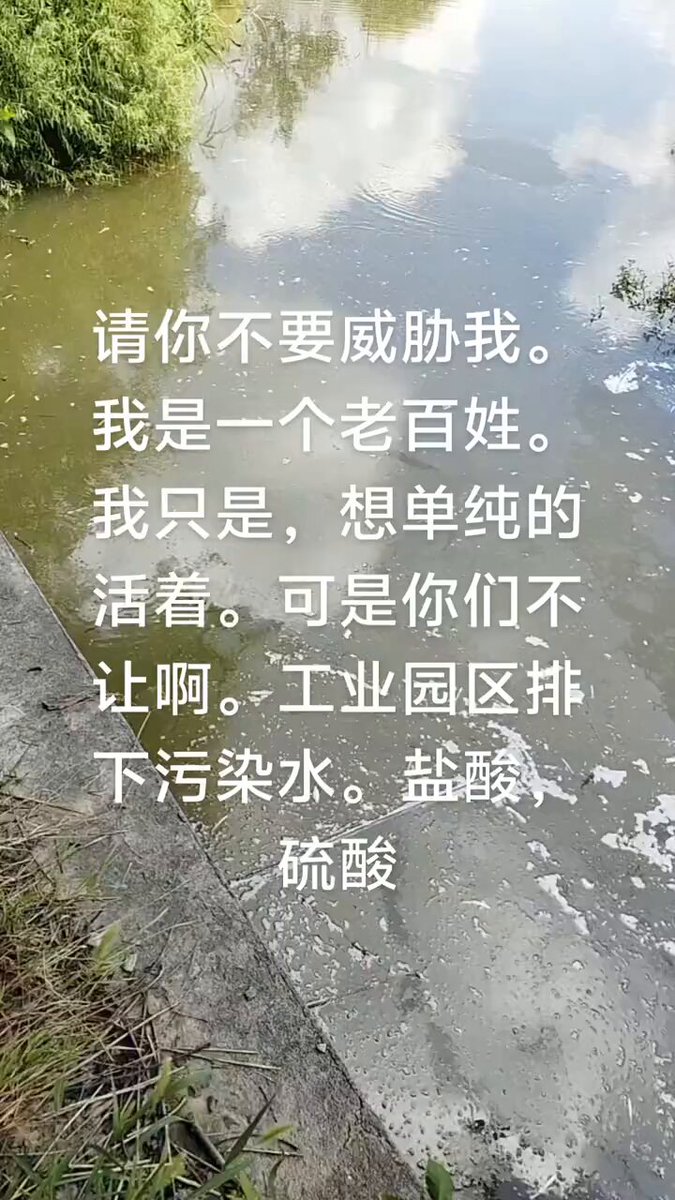 请你不要威胁我。
我是一个老百姓。
我只是，想单纯的
活着。可是你们不
让啊。工业园区排
下污染水。盐酸，
硫酸